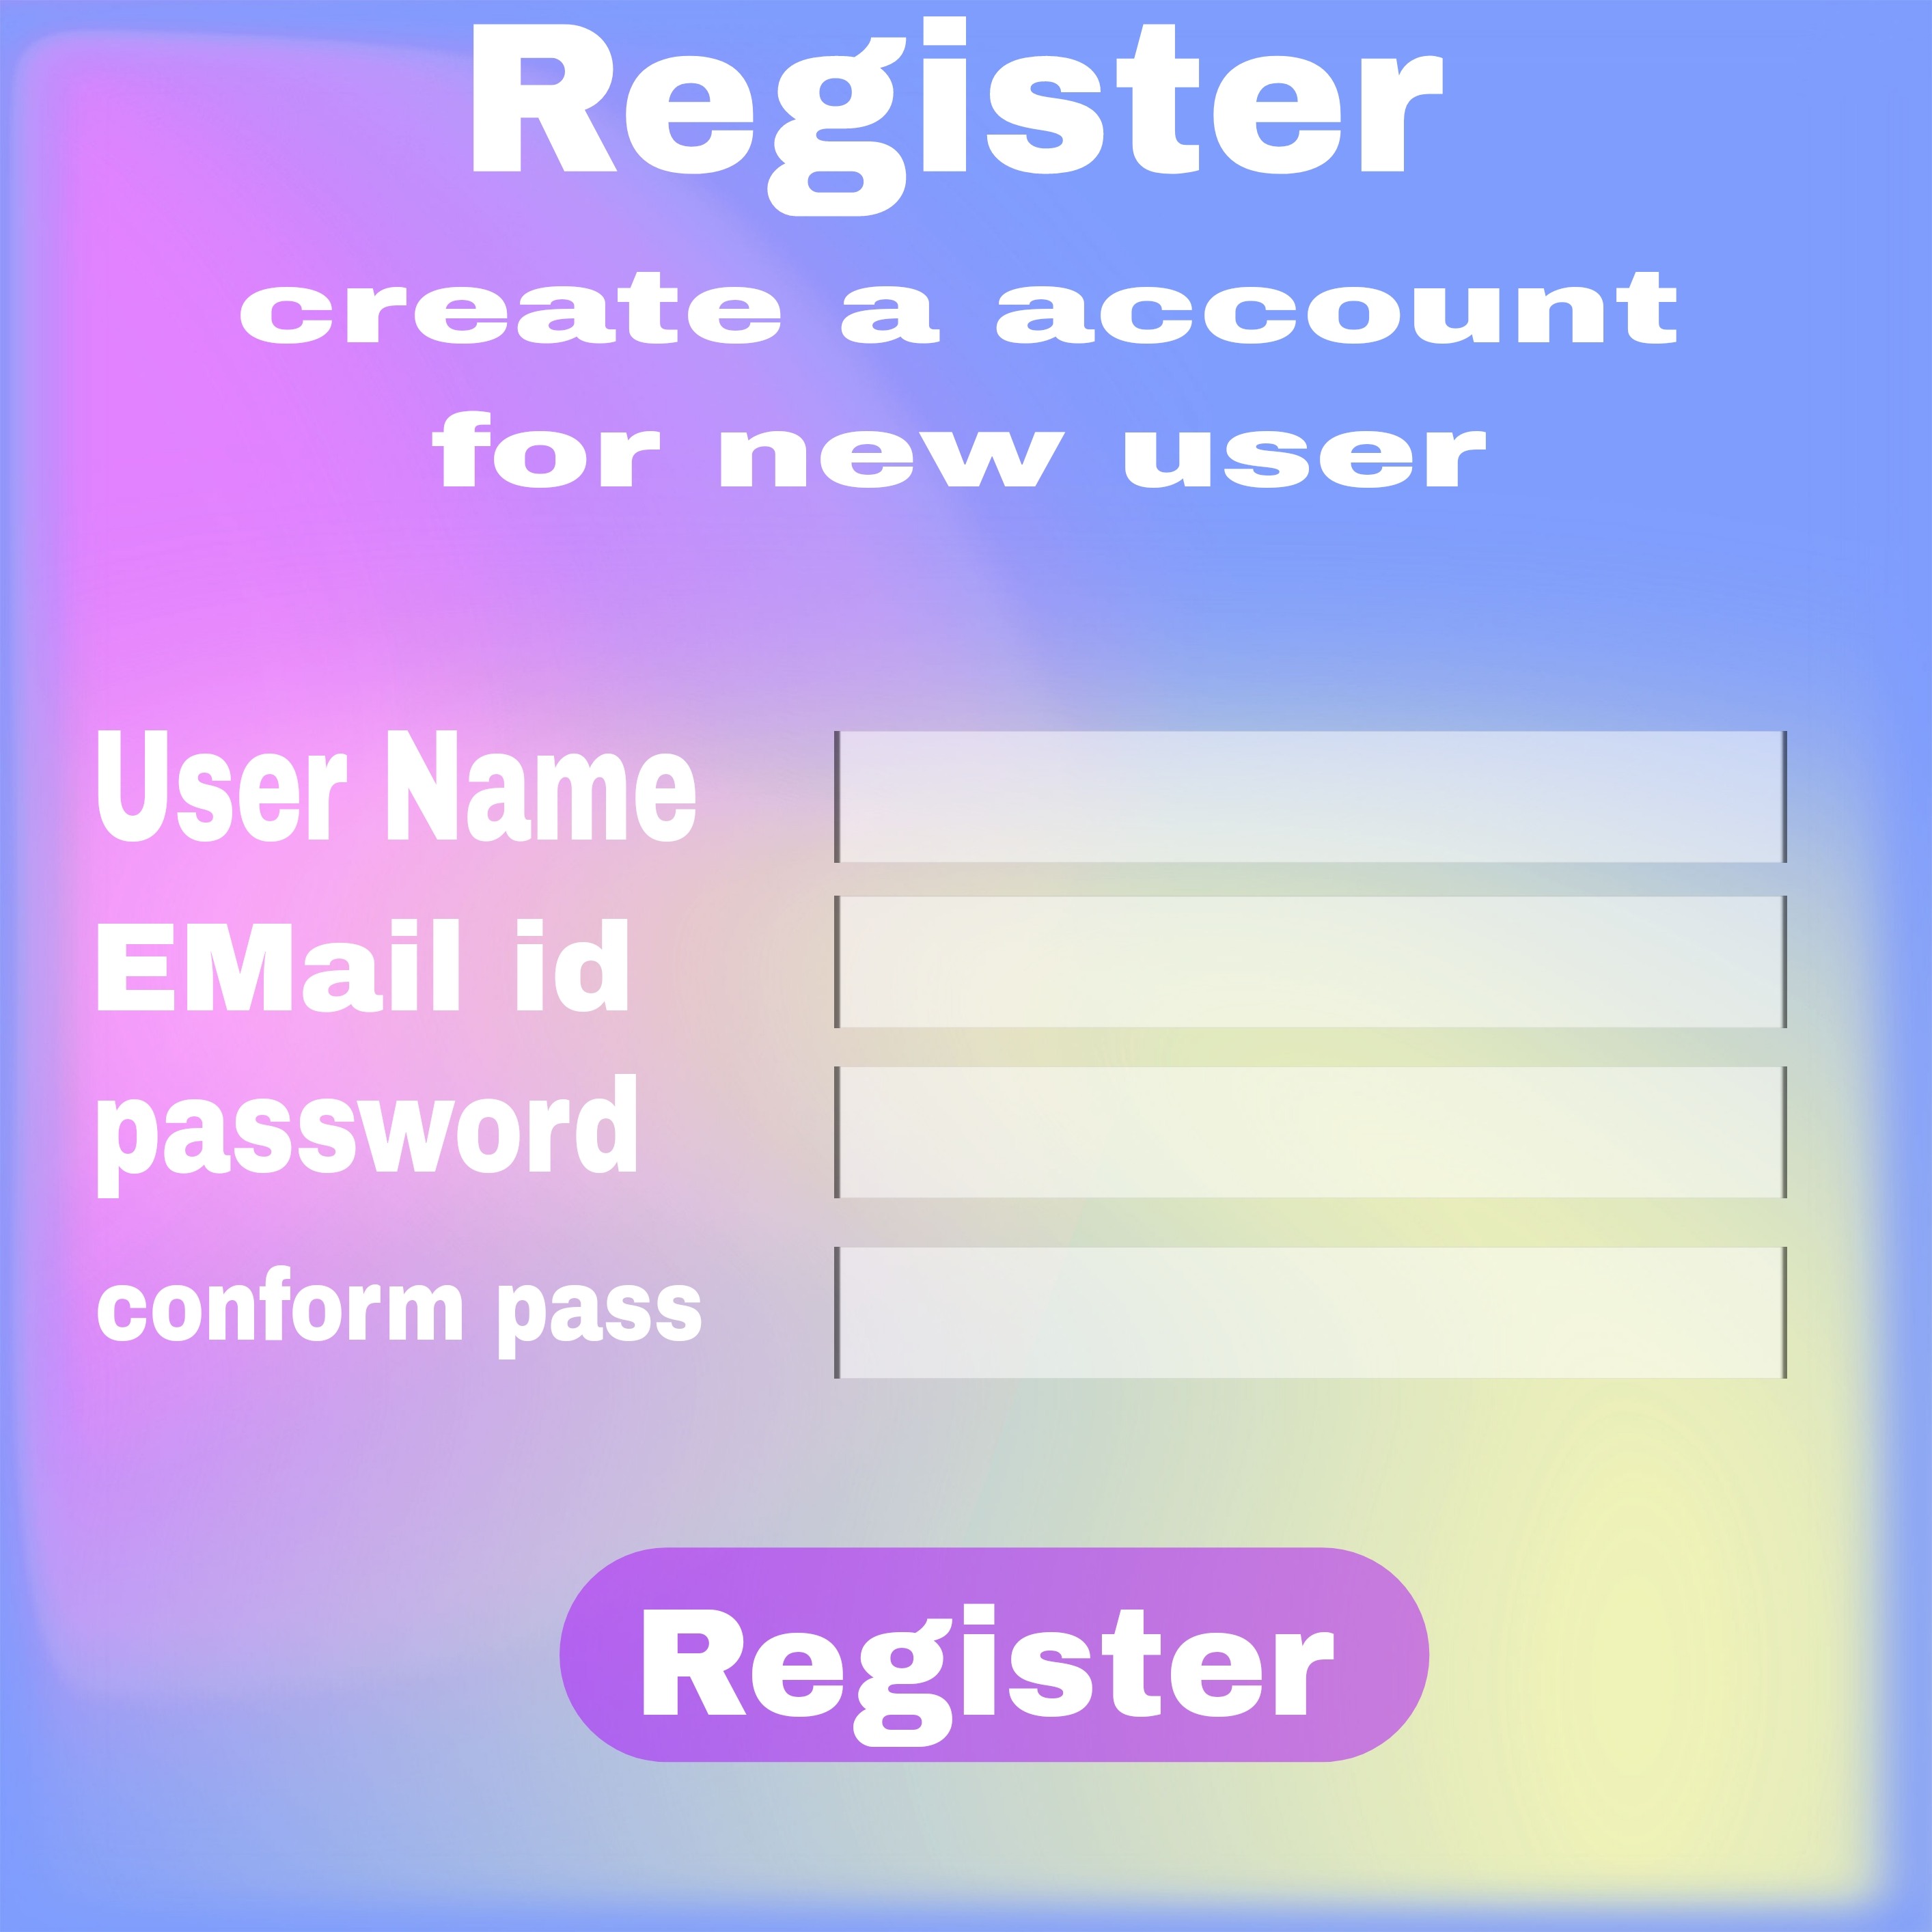 Register
create a account
for new user
User Name
EMail id
password
conform pass
Register